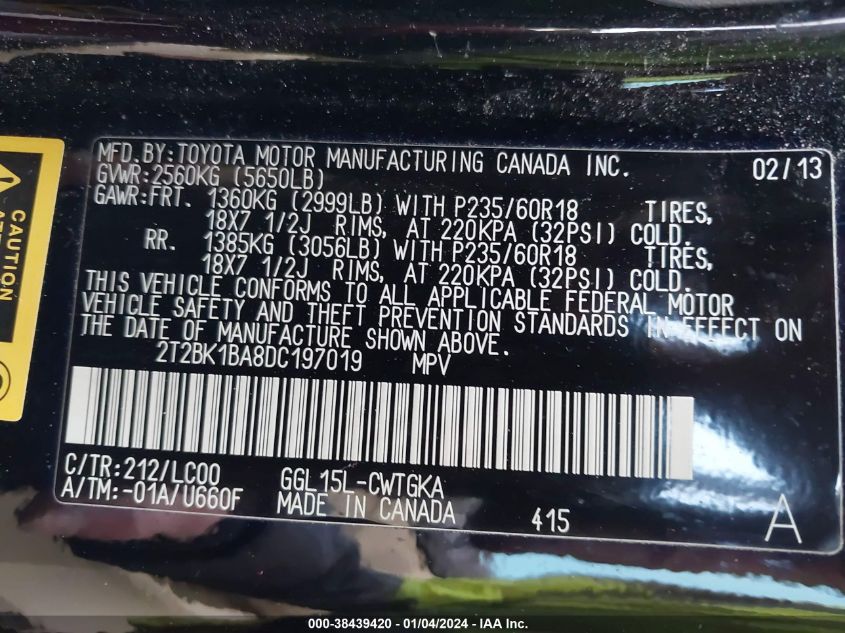 CAUTION
MFD.BY:TOYOTA MOTOR MANUFACTURING CANADA INC. 02/13
GVWR:2560KG (5650LB)
GAWR:FRT. 1360KG (2999LB) WITH P235/60R18 TIRES,
18X7 1/2J RIMS, AT 220KPA (32PSI) COLD.
RR. 1385KG (3056LB) WITH P235/60R18 TIRES,
18X7 1/2J RIMS, AT 220KPA (32PSI) COLD.
THIS VEHICLE CONFORMS TO ALL APPLICABLE FEDERAL MOTOR
VEHICLE SAFETY AND THEFT PREVENTION STANDARDS IN EFFECT ON
THE DATE OF MANUFACTURE SHOWN ABOVE.
2T2BK1BA8DC197019 MPV
C/TR:212/LC00 GGL15L-CWTGKA
A/TM:-01A/U660F MADE IN CANADA 415 A
000-38439420 - 01/04/2024 - IAA Inc.